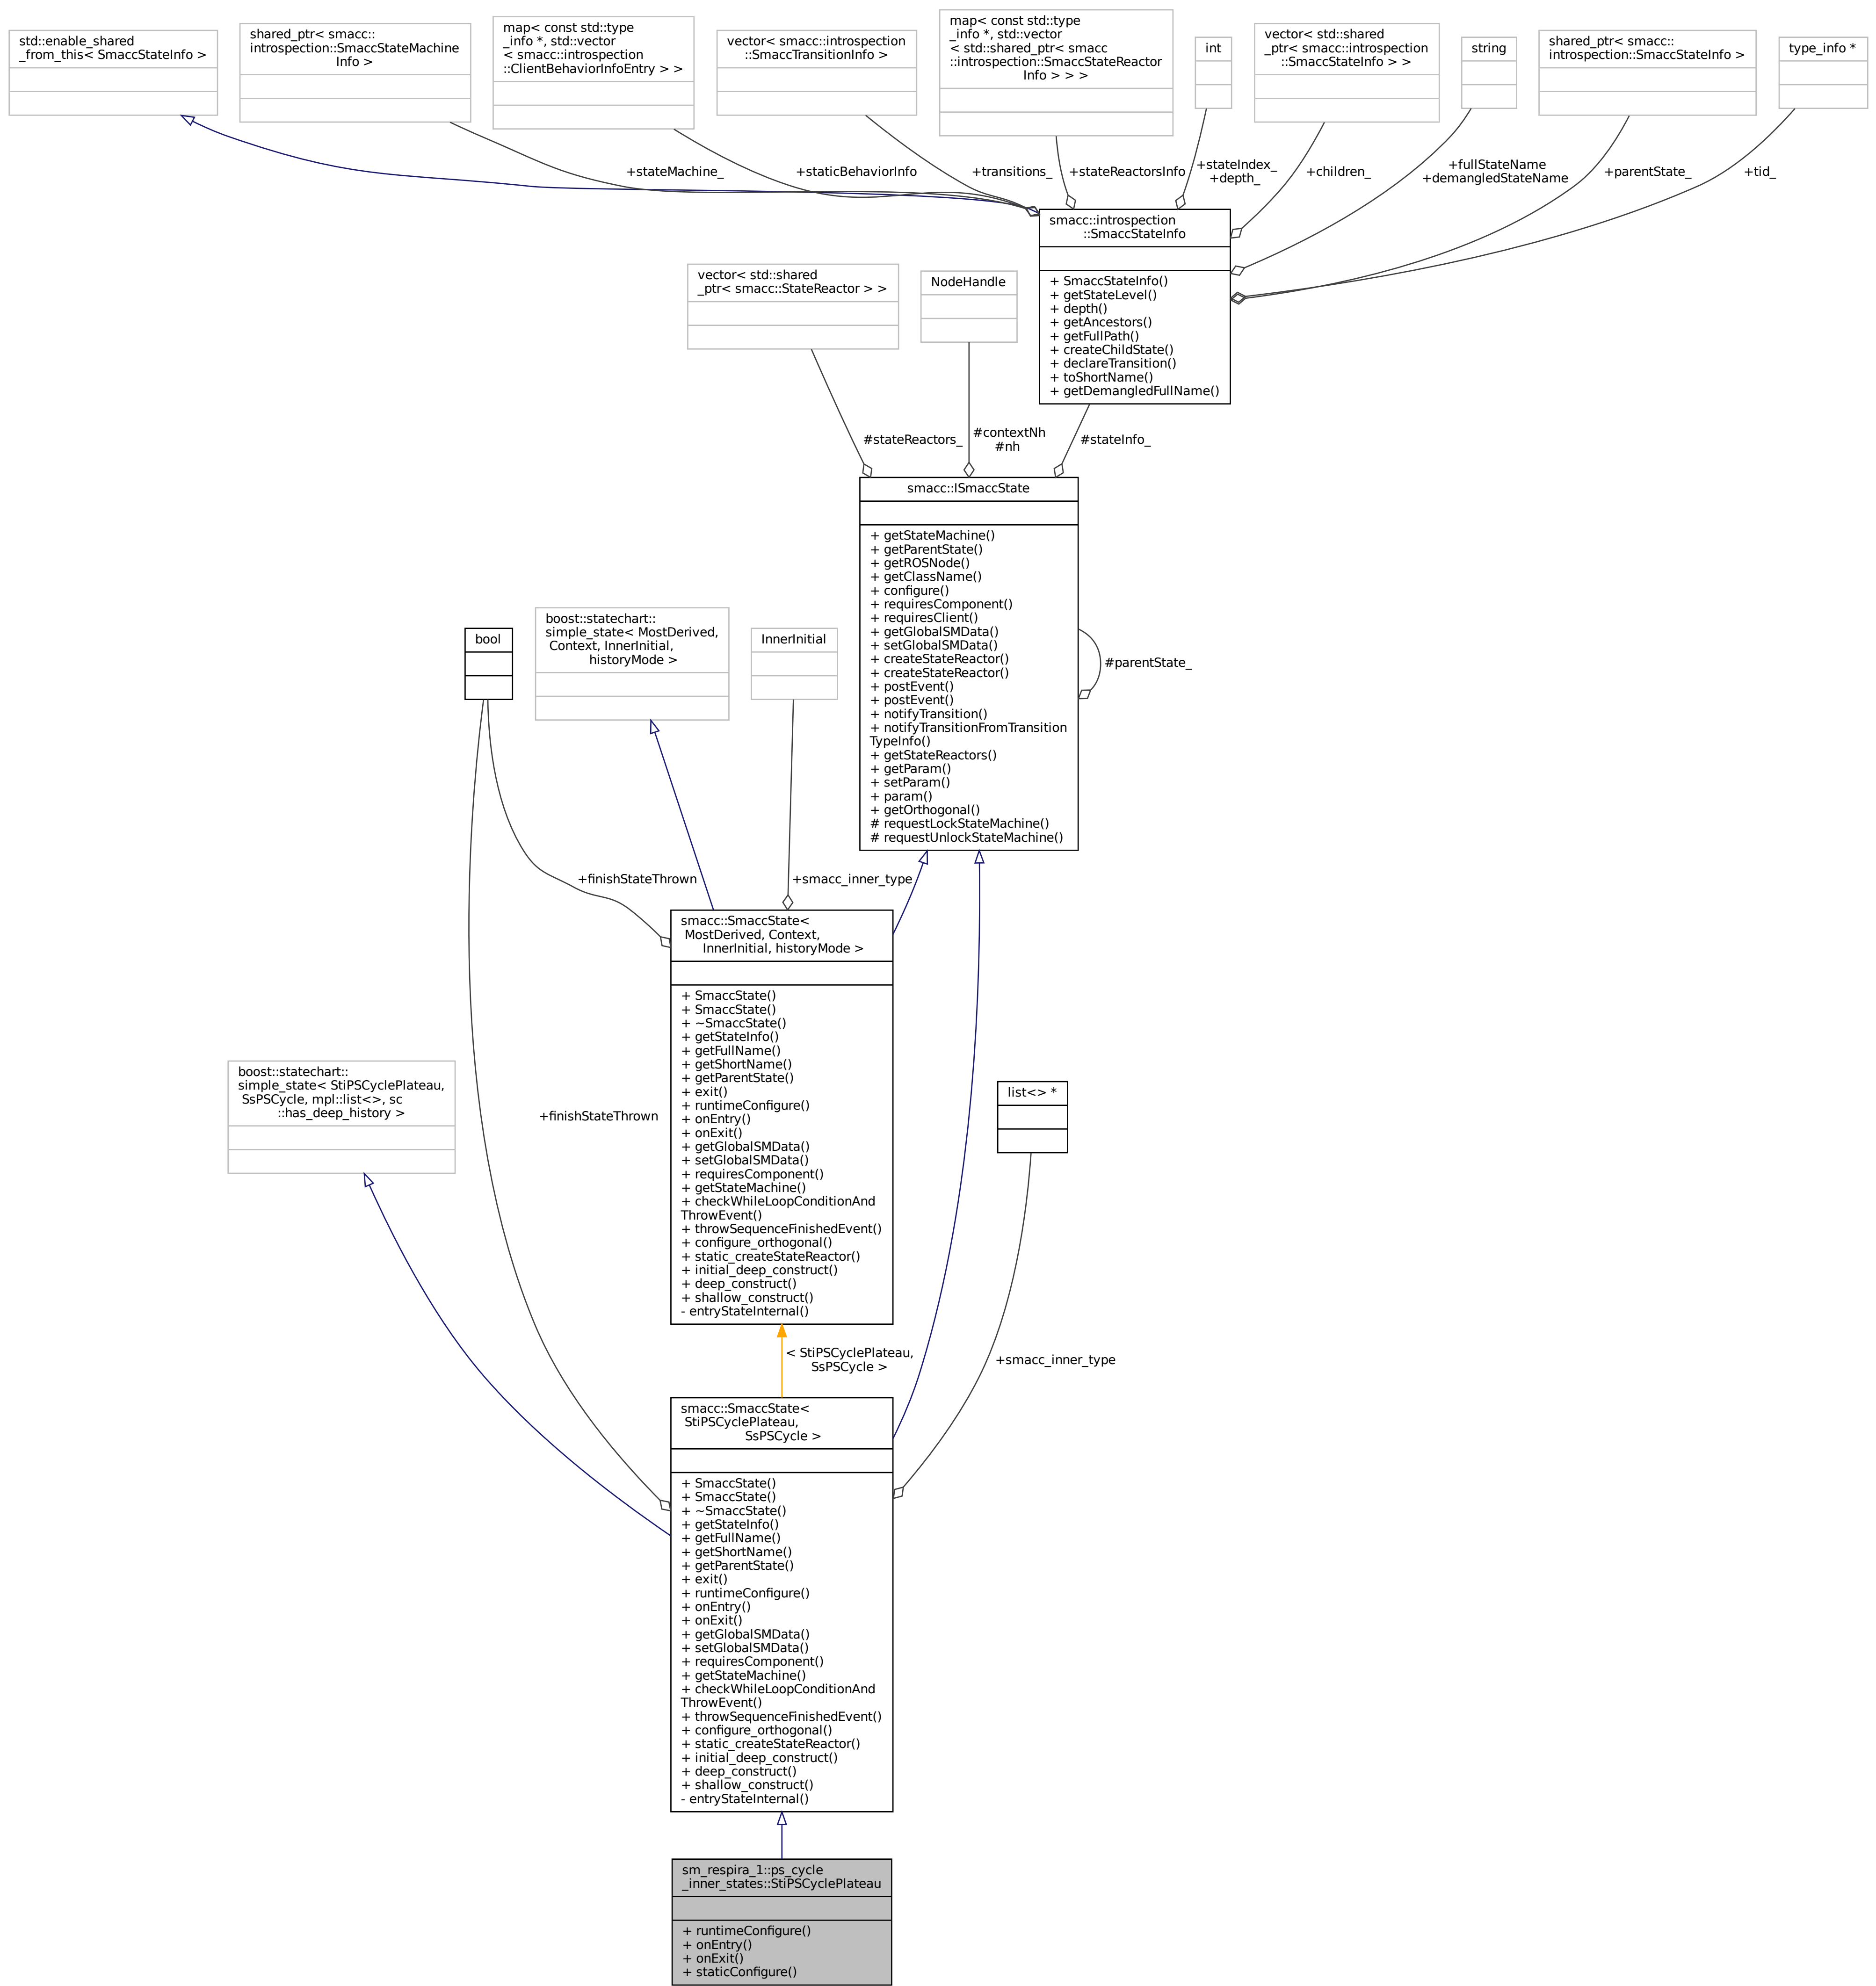 std::enable_shared
_from_this< SmaccStateInfo >
shared_ptr< smacc::
introspection::SmaccStateMachine
Info >
map< const std::type
_info *, std::vector
< smacc::introspection
::ClientBehaviorInfoEntry > >
vector< smacc::introspection
::SmaccTransitionInfo >
map< const std::type
_info *, std::vector
< std::shared_ptr< smacc
::introspection::SmaccStateReactor
Info > > >
int
vector< std::shared
_ptr< smacc::introspection
::SmaccStateInfo > >
string
shared_ptr< smacc::
introspection::SmaccStateInfo >
type_info *
+stateMachine_
+staticBehaviorInfo
+transitions_
+stateReactorsInfo
+stateIndex_
+depth_
+children_
+fullStateName
+demangledStateName
+parentState_
+tid_
smacc::introspection
::SmaccStateInfo
+ SmaccStateInfo()
+ getStateLevel()
+ depth()
+ getAncestors()
+ getFullPath()
+ createChildState()
+ declareTransition()
+ toShortName()
+ getDemangledFullName()
vector< std::shared
_ptr< smacc::StateReactor > >
NodeHandle
#stateReactors_
#contextNh
#nh
#stateInfo_
smacc::ISmaccState
+ getStateMachine()
+ getParentState()
+ getROSNode()
+ getClassName()
+ configure()
+ requiresComponent()
+ requiresClient()
+ getGlobalSMData()
+ setGlobalSMData()
+ createStateReactor()
+ createStateReactor()
+ postEvent()
+ postEvent()
+ notifyTransition()
+ notifyTransitionFromTransition
TypeInfo()
+ getStateReactors()
+ getParam()
+ setParam()
+ param()
+ getOrthogonal()
# requestLockStateMachine()
# requestUnlockStateMachine()
#parentState_
bool
boost::statechart::
simple_state< MostDerived,
Context, InnerInitial,
historyMode >
InnerInitial
+finishStateThrown
+smacc_inner_type
smacc::SmaccState<
MostDerived, Context,
InnerInitial, historyMode >
+ SmaccState()
+ SmaccState()
+ ~SmaccState()
+ getStateInfo()
+ getFullName()
+ getShortName()
+ getParentState()
+ exit()
+ runtimeConfigure()
+ onEntry()
+ onExit()
+ getGlobalSMData()
+ setGlobalSMData()
+ requiresComponent()
+ getStateMachine()
+ checkWhileLoopConditionAnd
ThrowEvent()
+ throwSequenceFinishedEvent()
+ configure_orthogonal()
+ static_createStateReactor()
+ initial_deep_construct()
+ deep_construct()
+ shallow_construct()
- entryStateInternal()
boost::statechart::
simple_state< StiPSCyclePlateau,
SsPSCycle, mpl::list<>, sc
::has_deep_history >
+finishStateThrown
list<> *
< StiPSCyclePlateau,
SsPSCycle >
+smacc_inner_type
smacc::SmaccState<
StiPSCyclePlateau,
SsPSCycle >
+ SmaccState()
+ SmaccState()
+ ~SmaccState()
+ getStateInfo()
+ getFullName()
+ getShortName()
+ getParentState()
+ exit()
+ runtimeConfigure()
+ onEntry()
+ onExit()
+ getGlobalSMData()
+ setGlobalSMData()
+ requiresComponent()
+ getStateMachine()
+ checkWhileLoopConditionAnd
ThrowEvent()
+ throwSequenceFinishedEvent()
+ configure_orthogonal()
+ static_createStateReactor()
+ initial_deep_construct()
+ deep_construct()
+ shallow_construct()
- entryStateInternal()
sm_respira_1::ps_cycle
_inner_states::StiPSCyclePlateau
+ runtimeConfigure()
+ onEntry()
+ onExit()
+ staticConfigure()